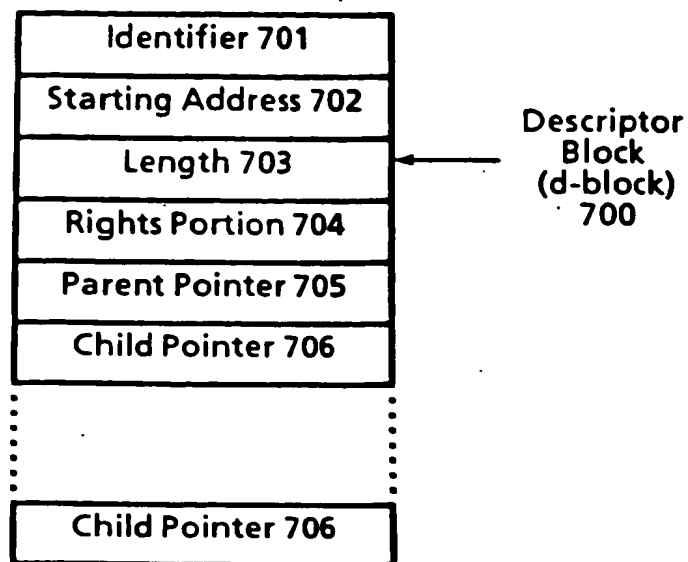 Identifier 701
Starting Address 702
Length 703
Rights Portion 704
Parent Pointer 705
Child Pointer 706
Child Pointer 706
Descriptor
Block
(d-block)
700